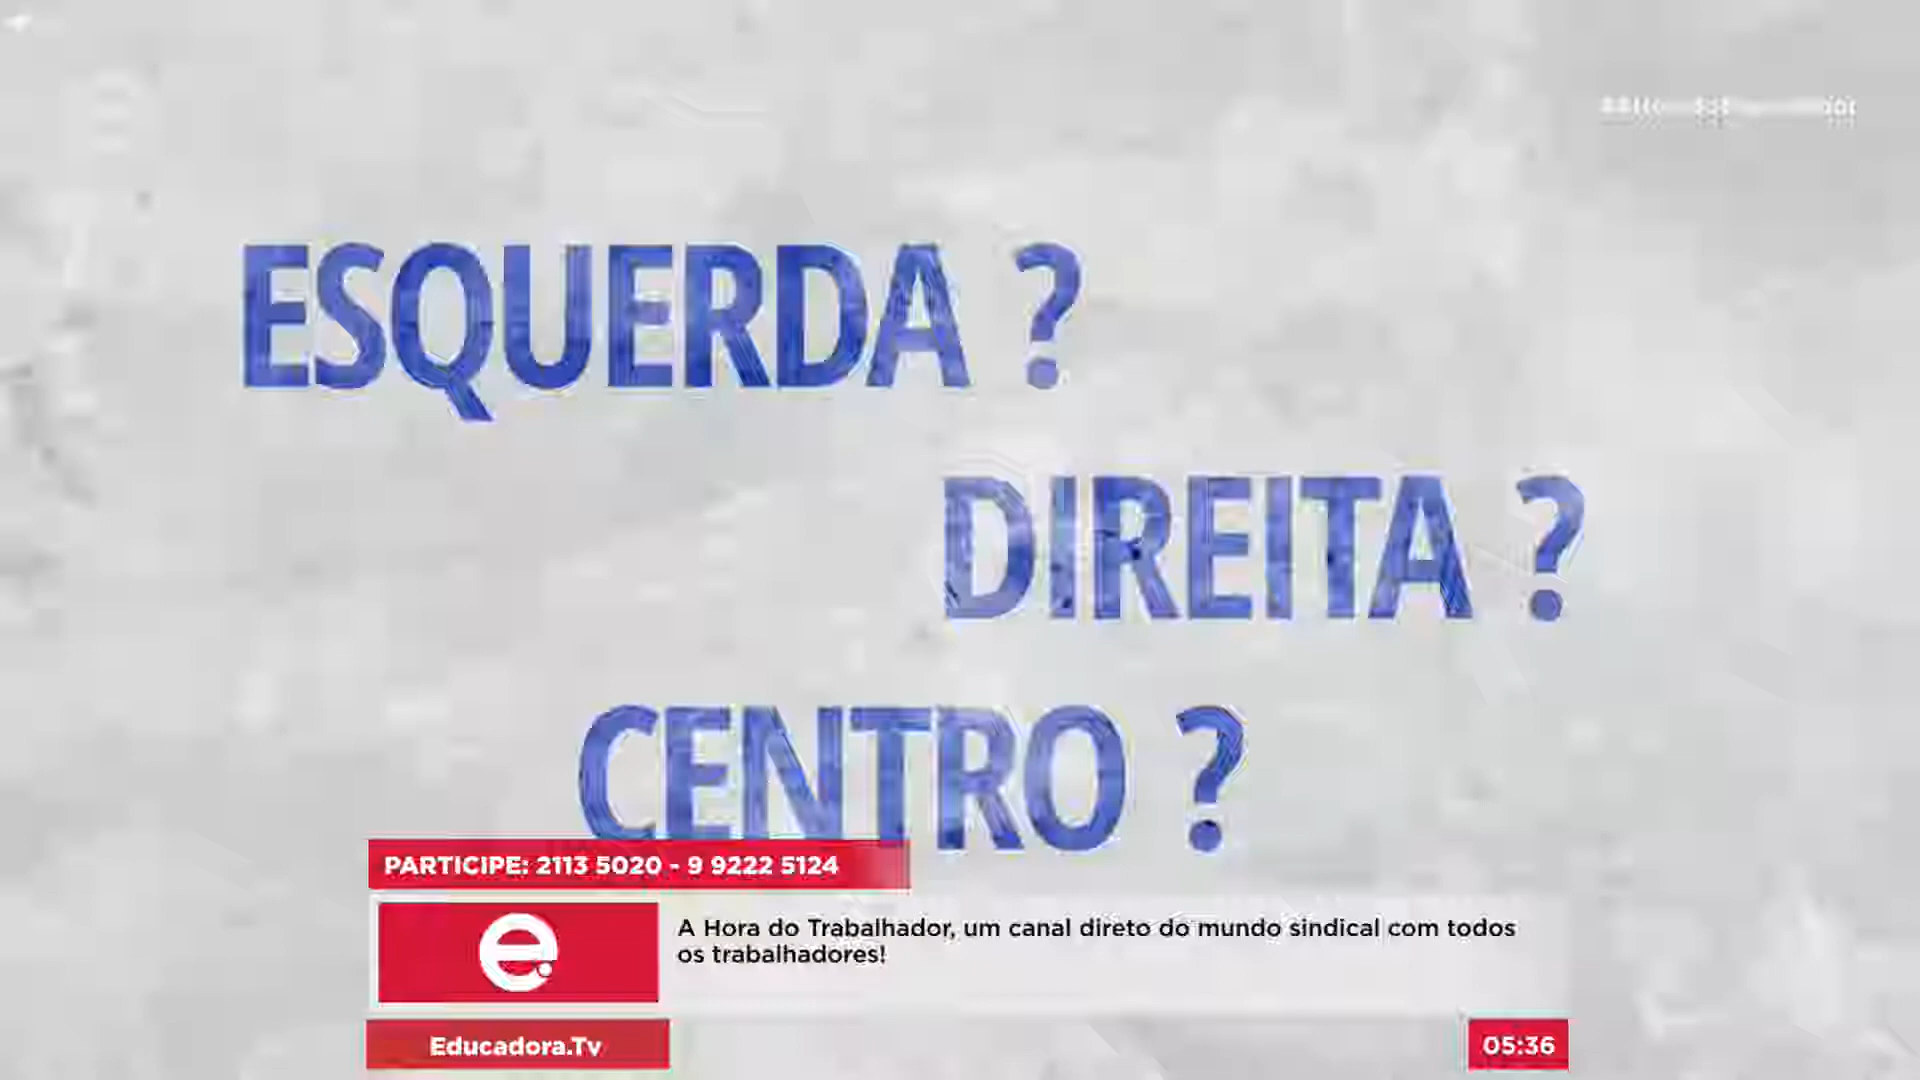 ESQUERDA ?
DIREITA ?
CENTRO ?
PARTICIPE: 2113 5020 - 9 9222 5124
e.
A Hora do Trabalhador, um canal direto do mundo sindical com todos
os trabalhadores!
Educadora.Tv
05:36